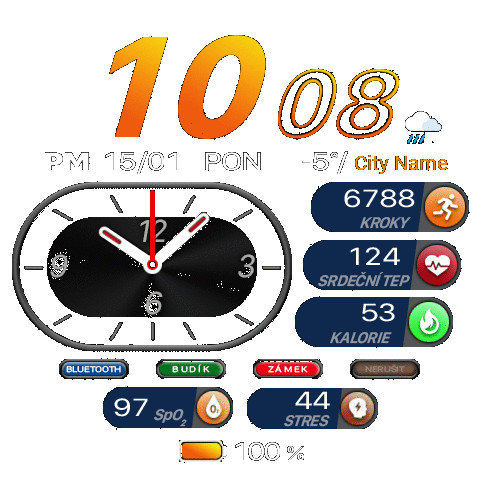 10 08
PM 15/01 PON -5°/ City Name
6788
KROKY
12
9 3
6
124
SRDEČNÍ TEP
53
KALORIE
BLUETOOTH BUDÍK ZÁMEK NERUŠIT
97 SpO2
44
STRES
100 %